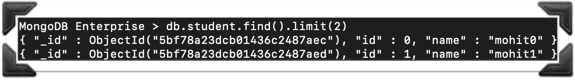 MongoDB Enterprise > db.student.find().limit(2)
{ "_id" : ObjectId("5bf78a23dcb01436c2487aec"), "id" : 0, "name" : "mohit0" }
{ "_id" : ObjectId("5bf78a23dcb01436c2487aed"), "id" : 1, "name" : "mohit1" }